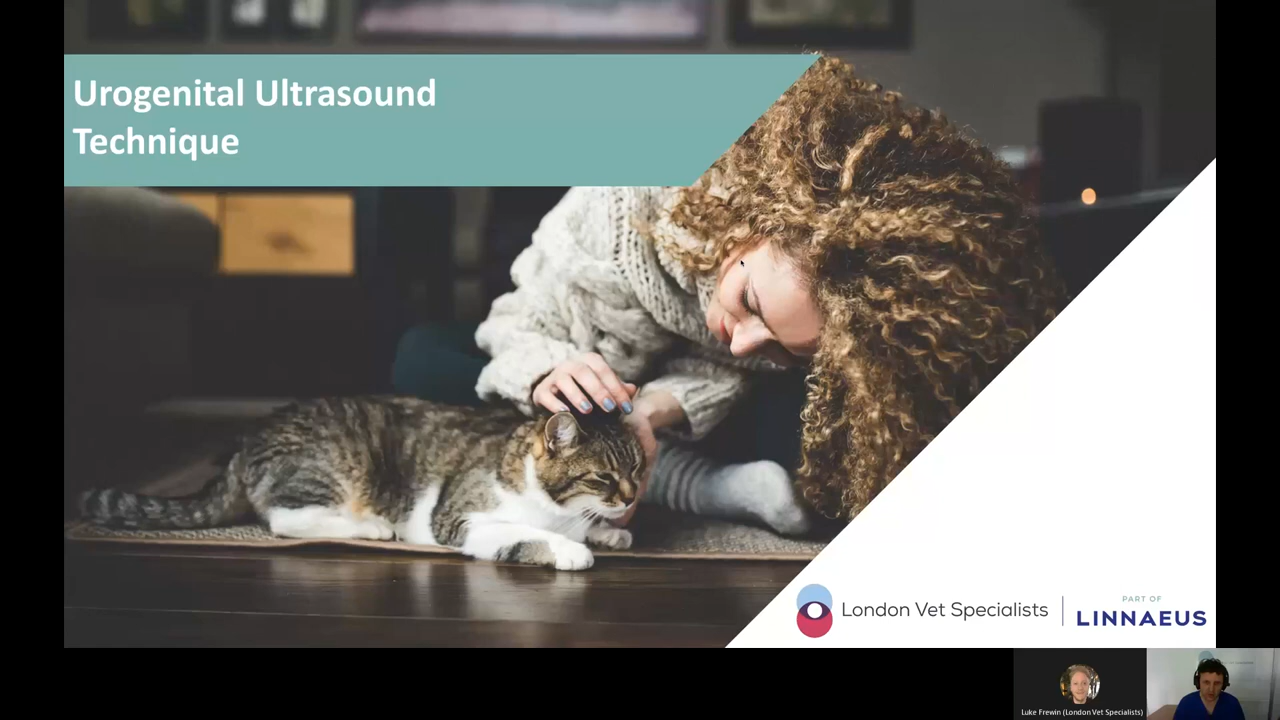 Urogenital Ultrasound
Technique
London Vet Specialists
PART OF
LINNAEUS
Luke Frewin (London Vet Specialists)